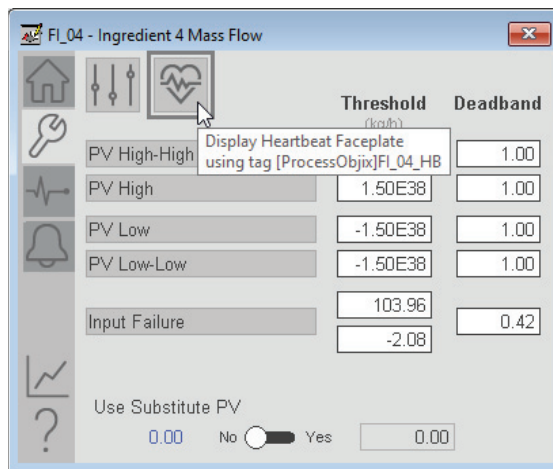 FI_04 - Ingredient 4 Mass Flow
Threshold Deadband
(kg/h)
Display Heartbeat Faceplate
using tag [ProcessObjix]FI_04_HB
PV High-High 1.00
PV High 1.50E38 1.00
PV Low -1.50E38 1.00
PV Low-Low -1.50E38 1.00
103.96
Input Failure 0.42
-2.08
Use Substitute PV
0.00 No Yes 0.00
?